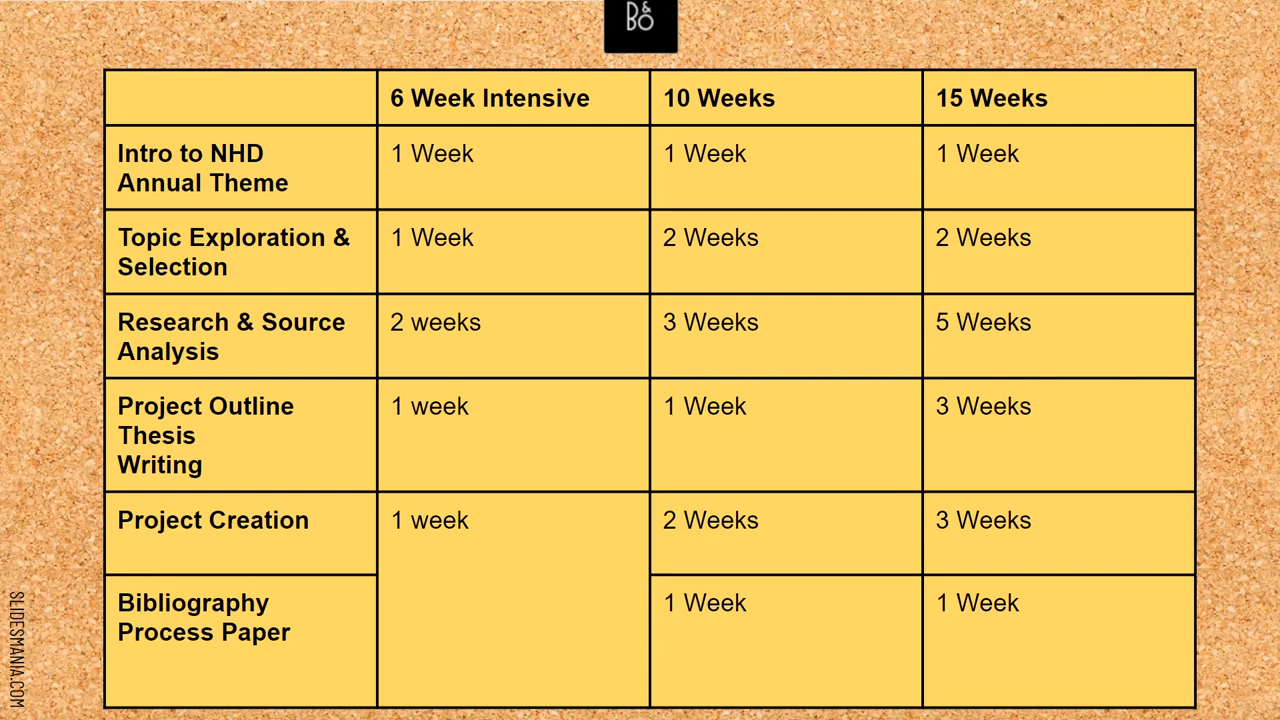 D&
BO
6 Week Intensive
10 Weeks
15 Weeks
Intro to NHD
Annual Theme
1 Week
1 Week
1 Week
Topic Exploration &
Selection
1 Week
2 Weeks
2 Weeks
Research & Source
Analysis
2 weeks
3 Weeks
5 Weeks
Project Outline
Thesis
Writing
1 week
1 Week
3 Weeks
Project Creation
1 week
2 Weeks
3 Weeks
Bibliography
Process Paper
1 Week
1 Week
SLIDESMANIA.COM